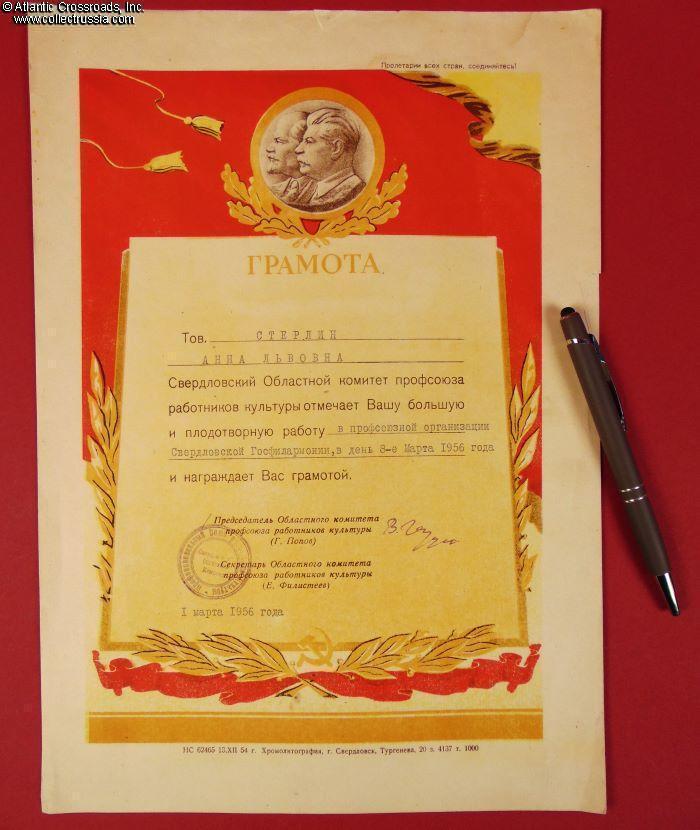 © Atlantic Crossroads, Inc.
www.collectrussia.com
Пролетарии всех стран, соединяйтесь!
ГРАМОТА
Тов. СТЕРЛИН
АННА ЛЬВОВНА
Свердловский Областной комитет профсоюза
работников культуры отмечает Вашу большую
и плодотворную работу в профсоюзной организации
Свердловской Госфилармонии, в день 8-е Марта 1956 года
и награждает Вас грамотой.
Председатель Областного комитета
профсоюза работников культуры
(Г. Попов)
Секретарь Областного комитета
профсоюза работников культуры
(Е. Филистеев)
I марта 1956 года
НС 62465 13.XII 54 г. Хромолитография, г. Свердловск, Тургенева, 20 з. 4137 т. 1000